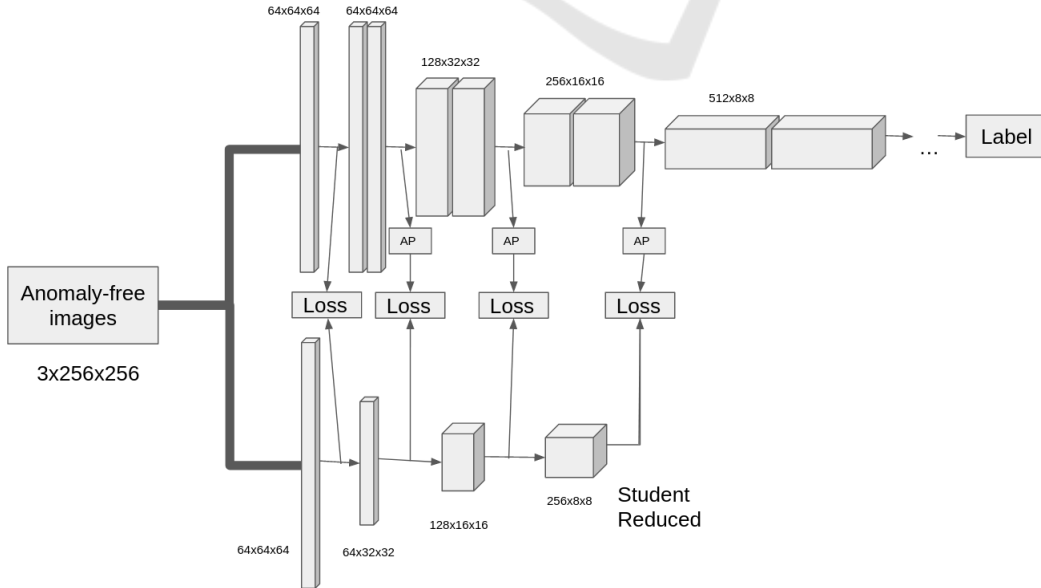 64x64x64
64x64x64
128x32x32
256x16x16
512x8x8
...
Label
AP
AP
AP
Anomaly-free
images
Loss
Loss
Loss
Loss
3x256x256
64x64x64
64x32x32
128x16x16
256x8x8
Student
Reduced